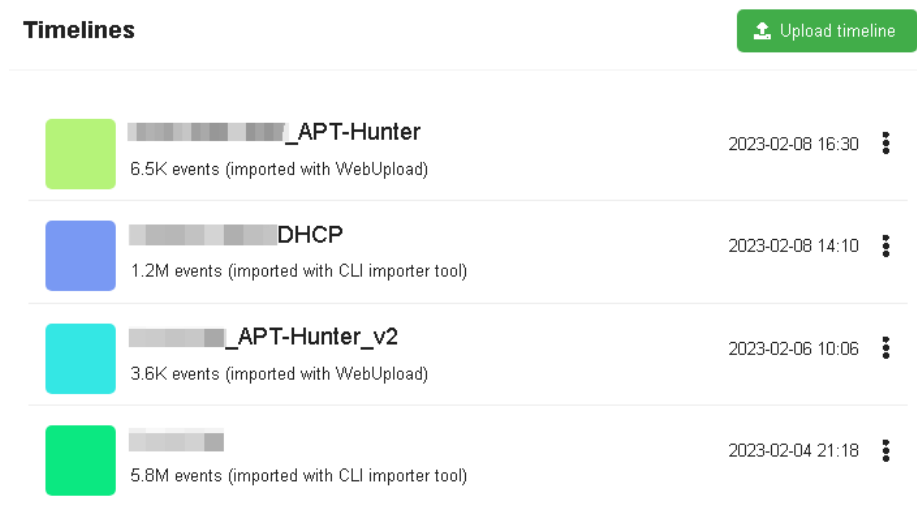 Timelines
Upload timeline
_APT-Hunter
2023-02-08 16:30
6.5K events (imported with WebUpload)
DHCP
2023-02-08 14:10
1.2M events (imported with CLI importer tool)
_APT-Hunter_v2
2023-02-06 10:06
3.6K events (imported with WebUpload)
2023-02-04 21:18
5.8M events (imported with CLI importer tool)